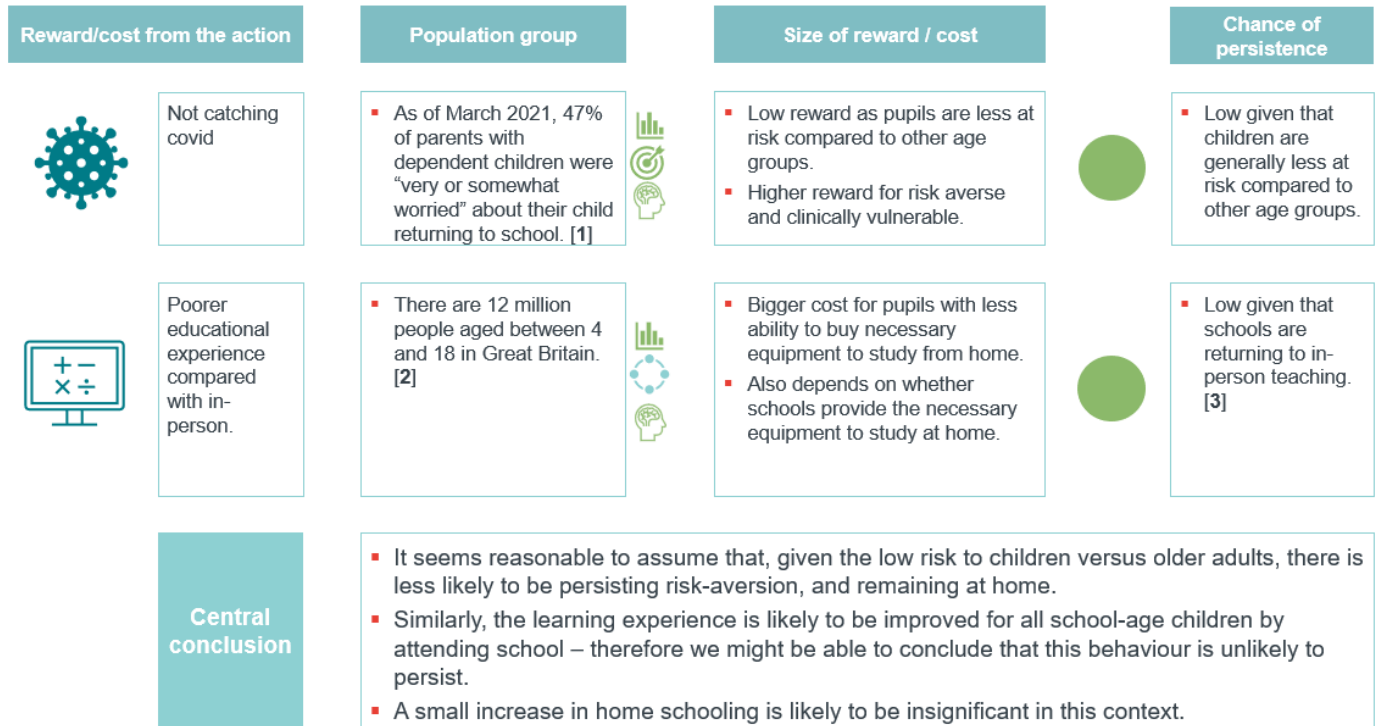 Reward/cost from the action
Population group
Size of reward / cost
Chance of
persistence
Not catching
covid
▪ As of March 2021, 47%
of parents with
dependent children were
“very or somewhat
worried” about their child
returning to school. [1]
▪ Low reward as pupils are less at
risk compared to other age
groups.
▪ Higher reward for risk averse
and clinically vulnerable.
▪ Low given that
children are
generally less at
risk compared to
other age groups.
+ −
× ÷
Poorer
educational
experience
compared
with in-
person.
▪ There are 12 million
people aged between 4
and 18 in Great Britain.
[2]
▪ Bigger cost for pupils with less
ability to buy necessary
equipment to study from home.
▪ Also depends on whether
schools provide the necessary
equipment to study at home.
▪ Low given that
schools are
returning to in-
person teaching.
[3]
Central
conclusion
▪ It seems reasonable to assume that, given the low risk to children versus older adults, there is
less likely to be persisting risk-aversion, and remaining at home.
▪ Similarly, the learning experience is likely to be improved for all school-age children by
attending school – therefore we might be able to conclude that this behaviour is unlikely to
persist.
▪ A small increase in home schooling is likely to be insignificant in this context.